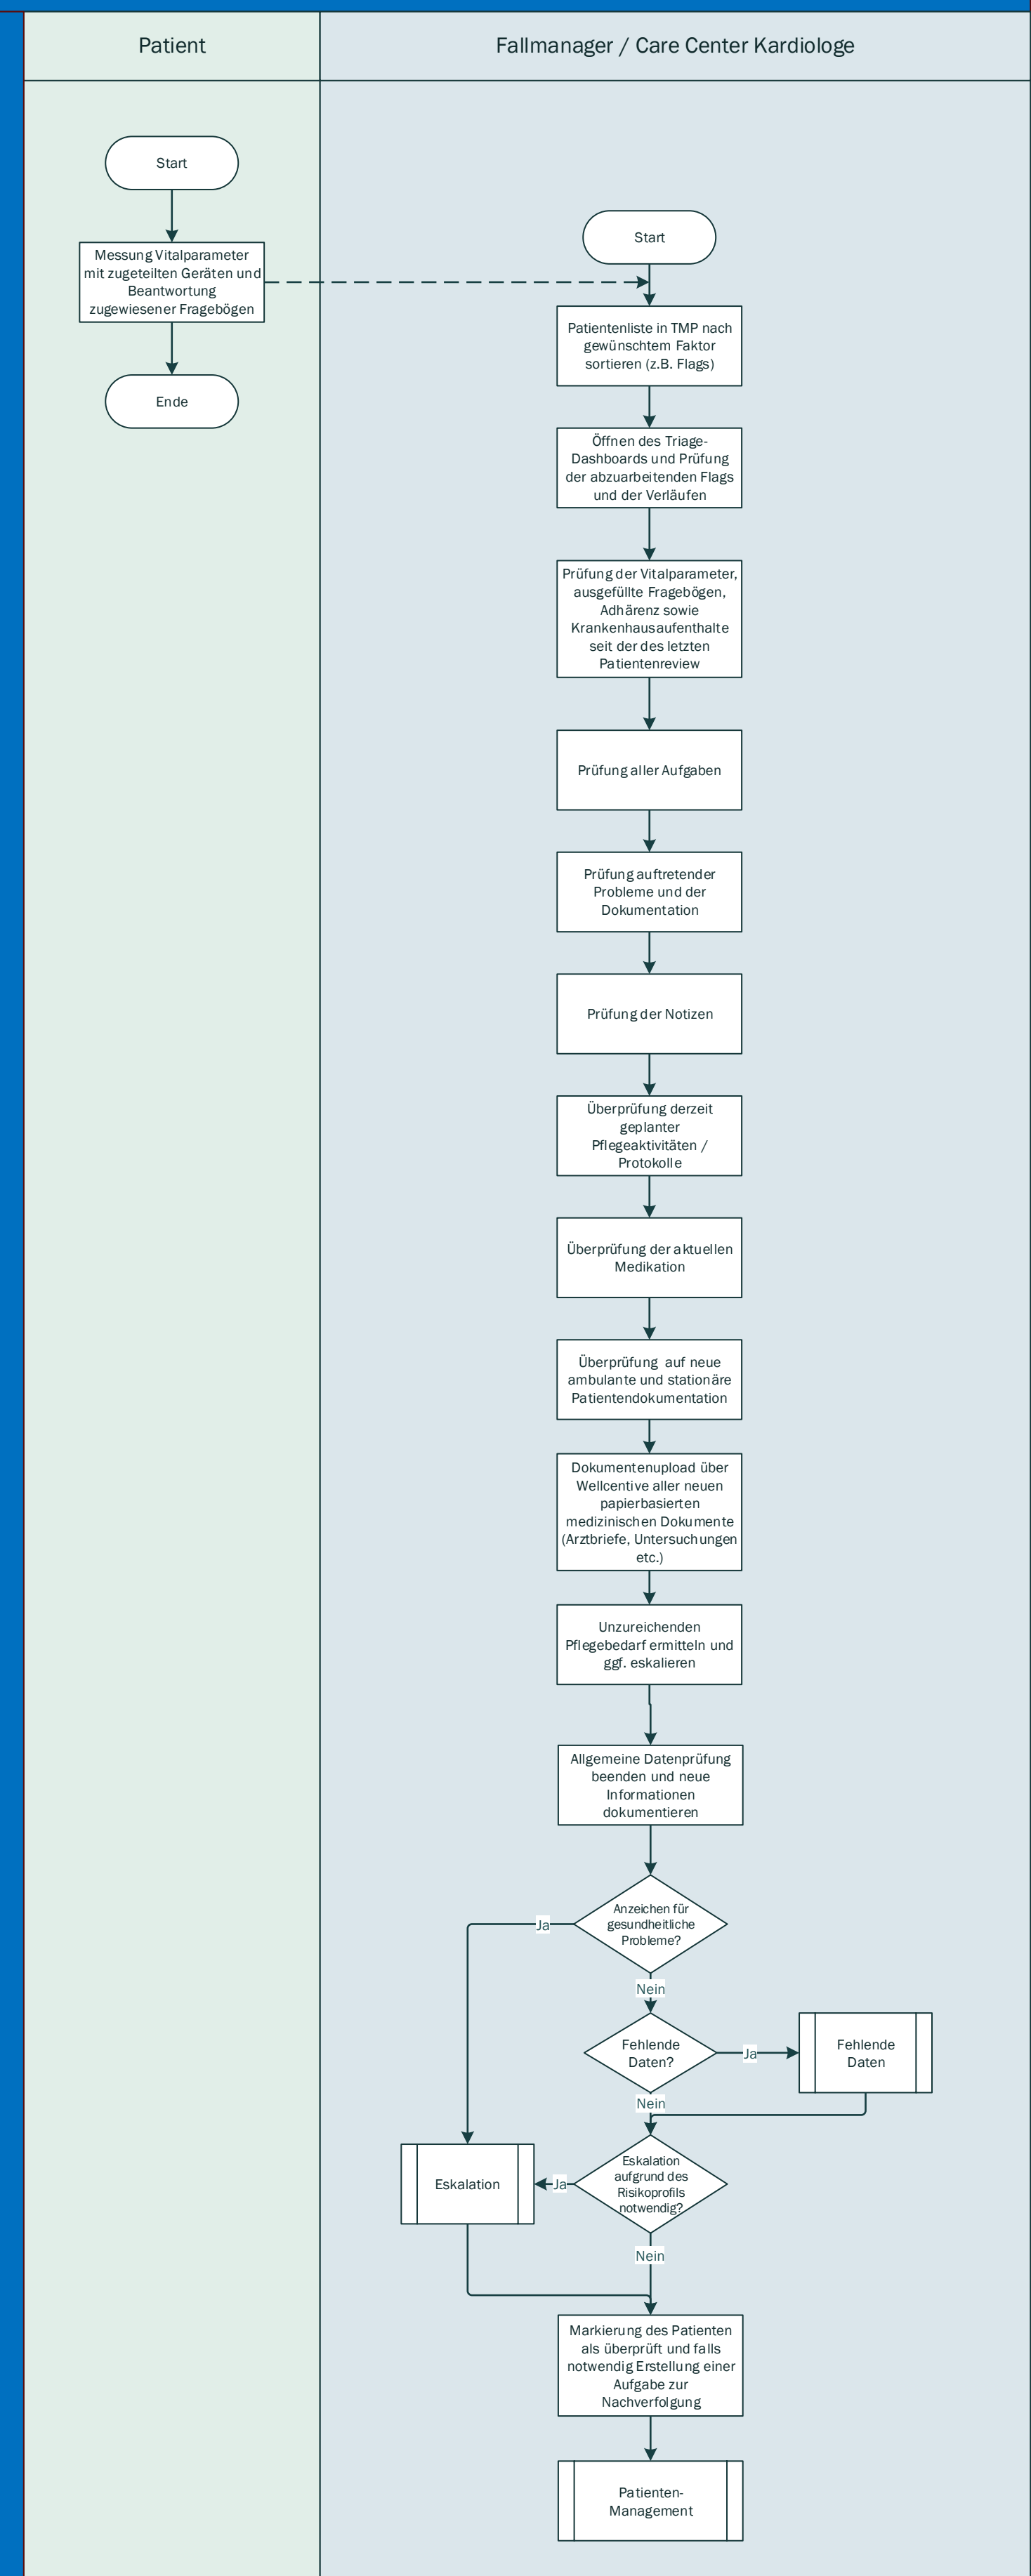 Patient
Fallmanager / Care Center Kardiologe
Start
Messung Vitalparameter
mit zugeteilten Geräten und
Beantwortung
zugewiesener Fragebögen
Ende
Start
Patientenliste in TMP nach
gewünschtem Faktor
sortieren (z.B. Flags)
Öffnen des Triage-
Dashboards und Prüfung
der abzuarbeitenden Flags
und der Verläufen
Prüfung der Vitalparameter,
ausgefüllte Fragebögen,
Adhärenz sowie
Krankenhausaufenthalte
seit der des letzten
Patientenreview
Prüfung aller Aufgaben
Prüfung auftretender
Probleme und der
Dokumentation
Prüfung der Notizen
Überprüfung derzeit
geplanter
Pflegeaktivitäten /
Protokolle
Überprüfung der aktuellen
Medikation
Überprüfung auf neue
ambulante und stationäre
Patientendokumentation
Dokumentenupload über
Wellcentive aller neuen
papierbasierten
medizinischen Dokumente
(Arztbriefe, Untersuchungen
etc.)
Unzureichenden
Pflegebedarf ermitteln und
ggf. eskalieren
Allgemeine Datenprüfung
beenden und neue
Informationen
dokumentieren
Anzeichen für
gesundheitliche
Probleme?
Ja
Nein
Fehlende
Daten?
Ja
Fehlende
Daten
Nein
Eskalation
aufgrund des
Risikoprofils
notwendig?
Ja
Eskalation
Nein
Markierung des Patienten
als überprüft und falls
notwendig Erstellung einer
Aufgabe zur
Nachverfolgung
Patienten-
Management